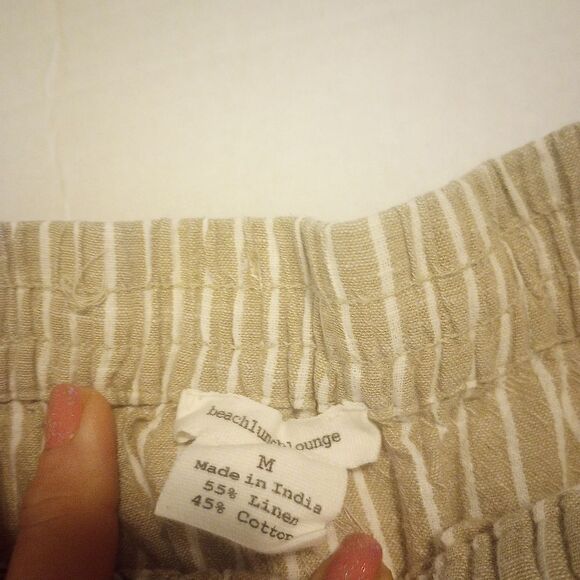 beachlunchlounge
M
Made in India
55% Linen
45% Cotton